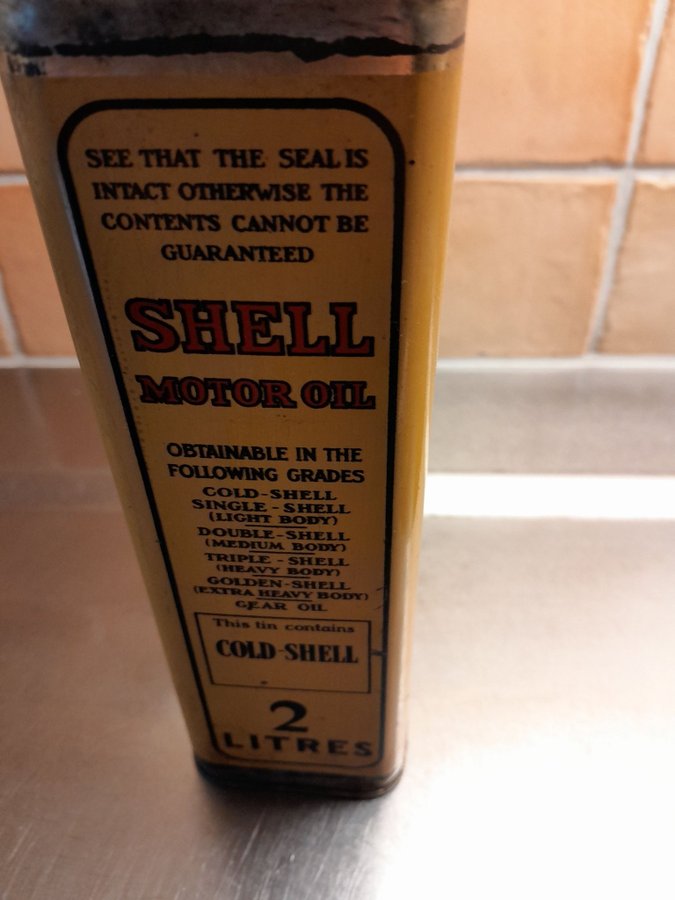 SEE THAT THE SEAL IS
INTACT OTHERWISE THE
CONTENTS CANNOT BE
GUARANTEED
SHELL
MOTOR OIL
OBTAINABLE IN THE
FOLLOWING GRADES
COLD-SHELL
SINGLE-SHELL
(LIGHT BODY)
DOUBLE-SHELL
(MEDIUM BODY)
TRIPLE-SHELL
(HEAVY BODY)
GOLDEN-SHELL
(EXTRA HEAVY BODY)
GEAR OIL
This tin contains
COLD-SHELL
2
LITRES